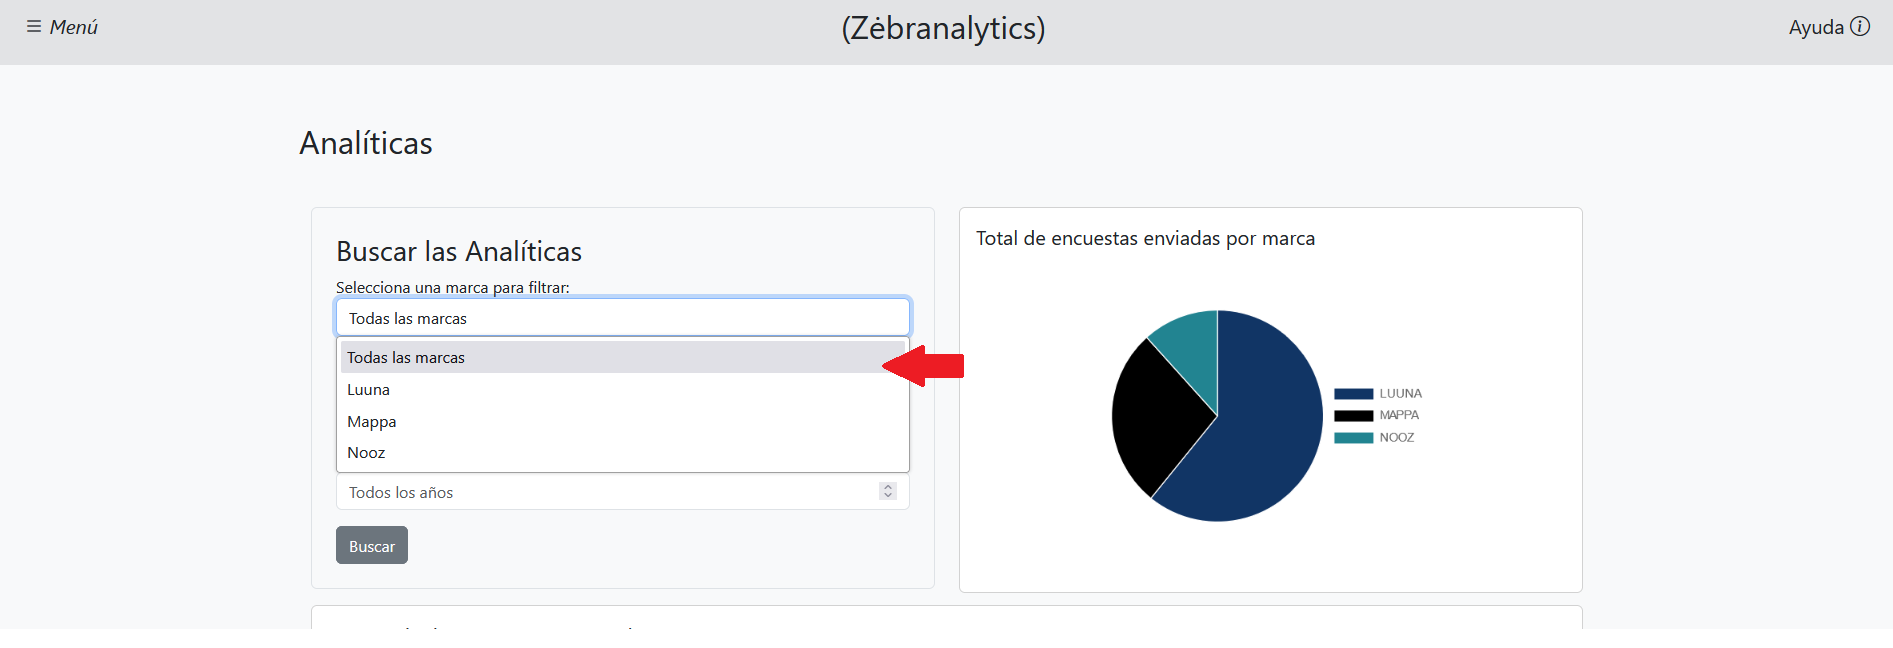 Menú
(Zėbranalytics)
Ayuda
Analíticas
Buscar las Analíticas
Selecciona una marca para filtrar:
Todas las marcas
Todas las marcas
Luuna
Mappa
Nooz
Todos los años
Buscar
Total de encuestas enviadas por marca
LUUNA
MAPPA
NOOZ